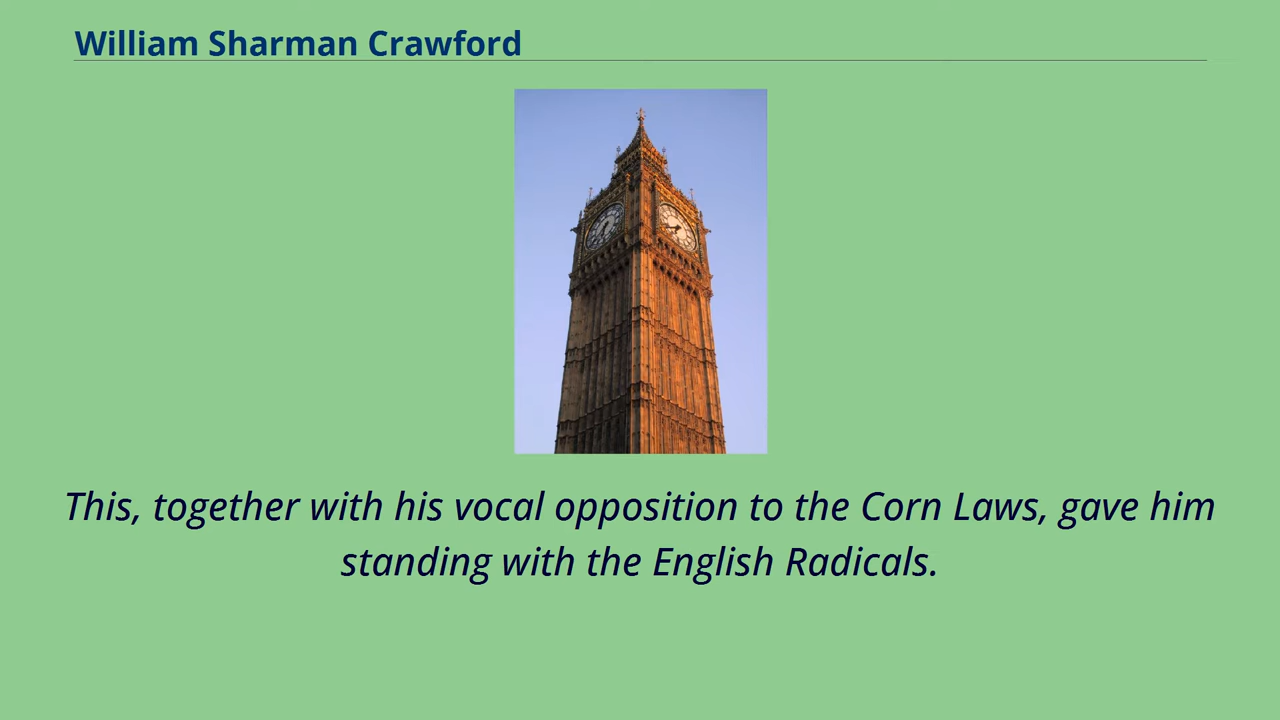 William Sharman Crawford
This, together with his vocal opposition to the Corn Laws, gave him
standing with the English Radicals.